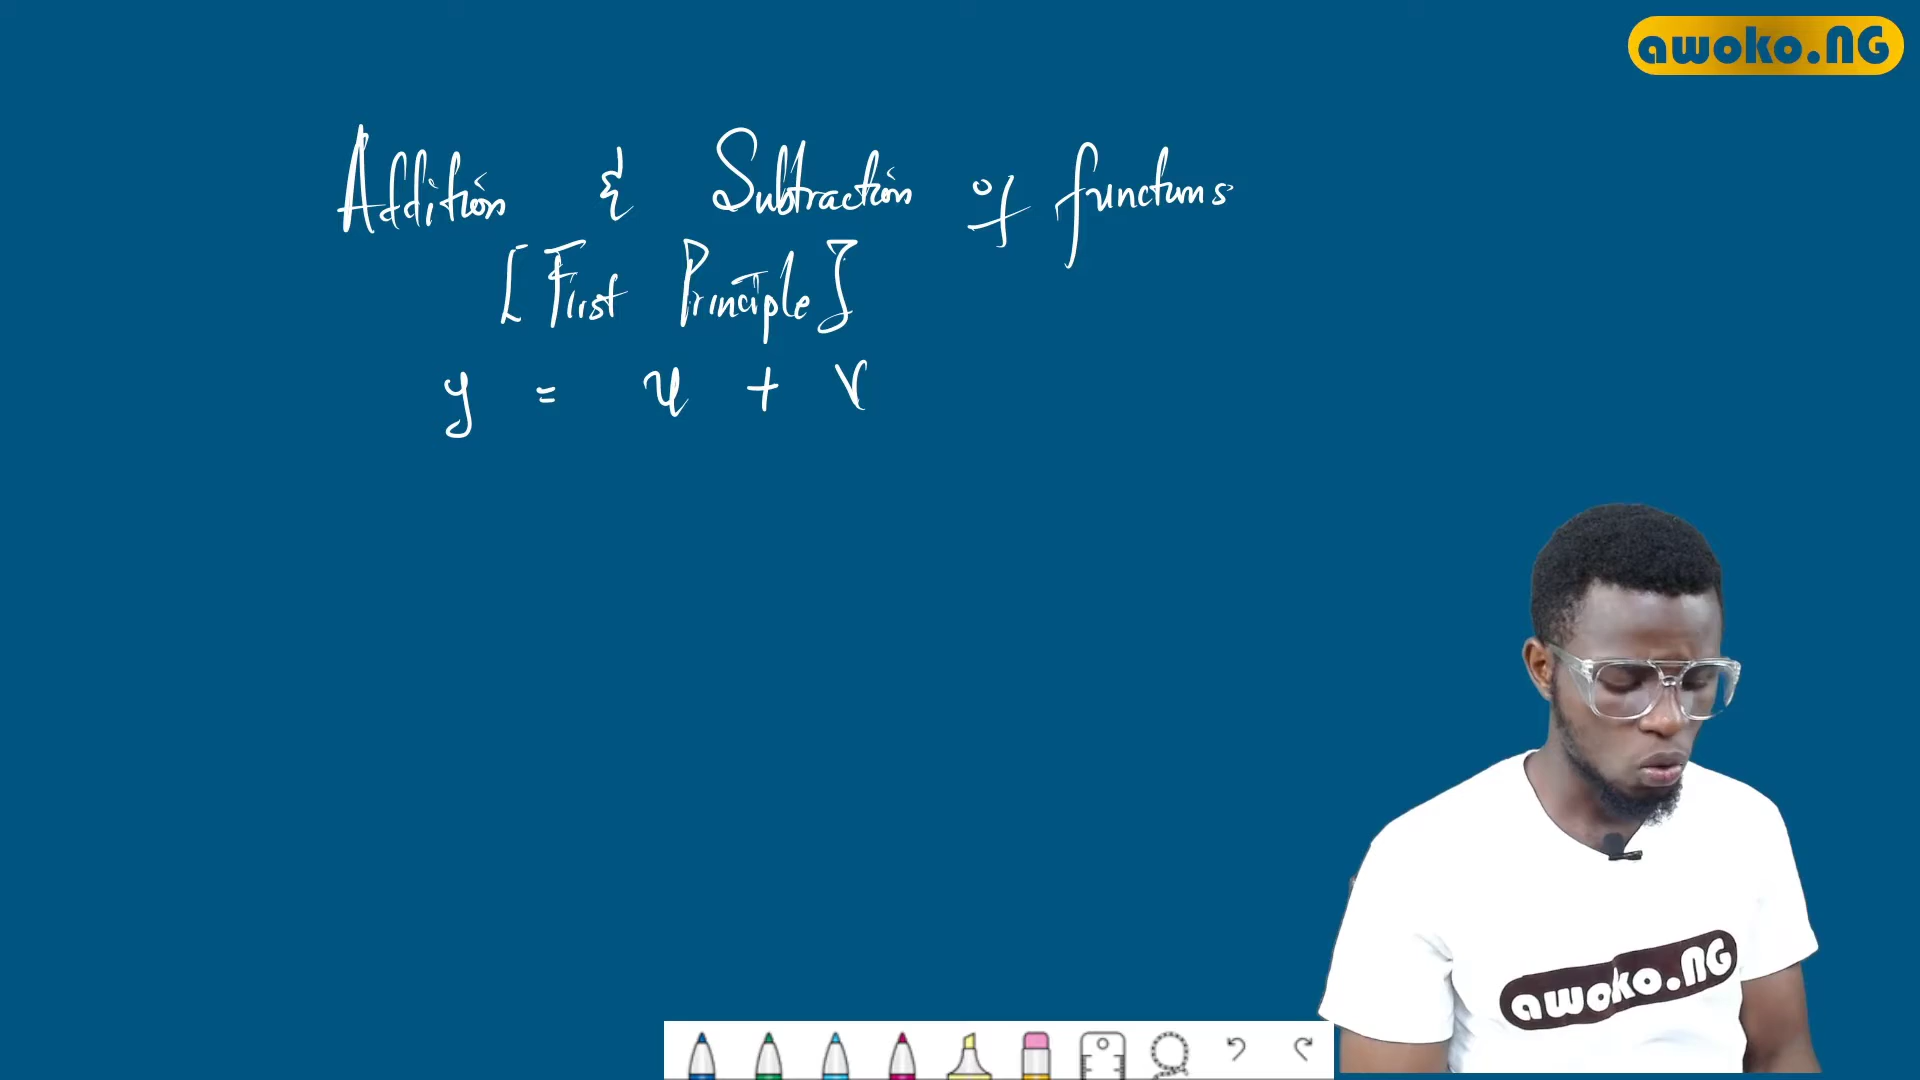 awoko.NG
Addition & Subtraction of functions
[First Principle]
y = u + v
awoko.NG